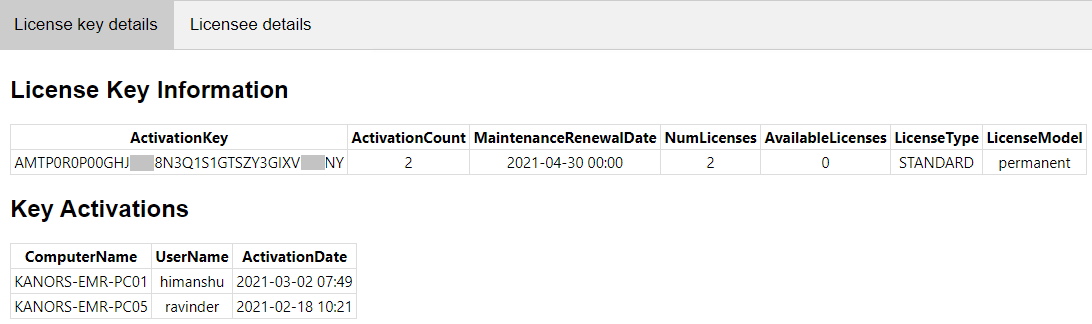 License key details Licensee details
License Key Information
ActivationKey ActivationCount MaintenanceRenewalDate NumLicenses AvailableLicenses LicenseType LicenseModel
AMTP0R0P00GHJ 8N3Q1S1GTSZY3GIXV NY 2 2021-04-30 00:00 2 0 STANDARD permanent
Key Activations
ComputerName UserName ActivationDate
KANORS-EMR-PC01 himanshu 2021-03-02 07:49
KANORS-EMR-PC05 ravinder 2021-02-18 10:21